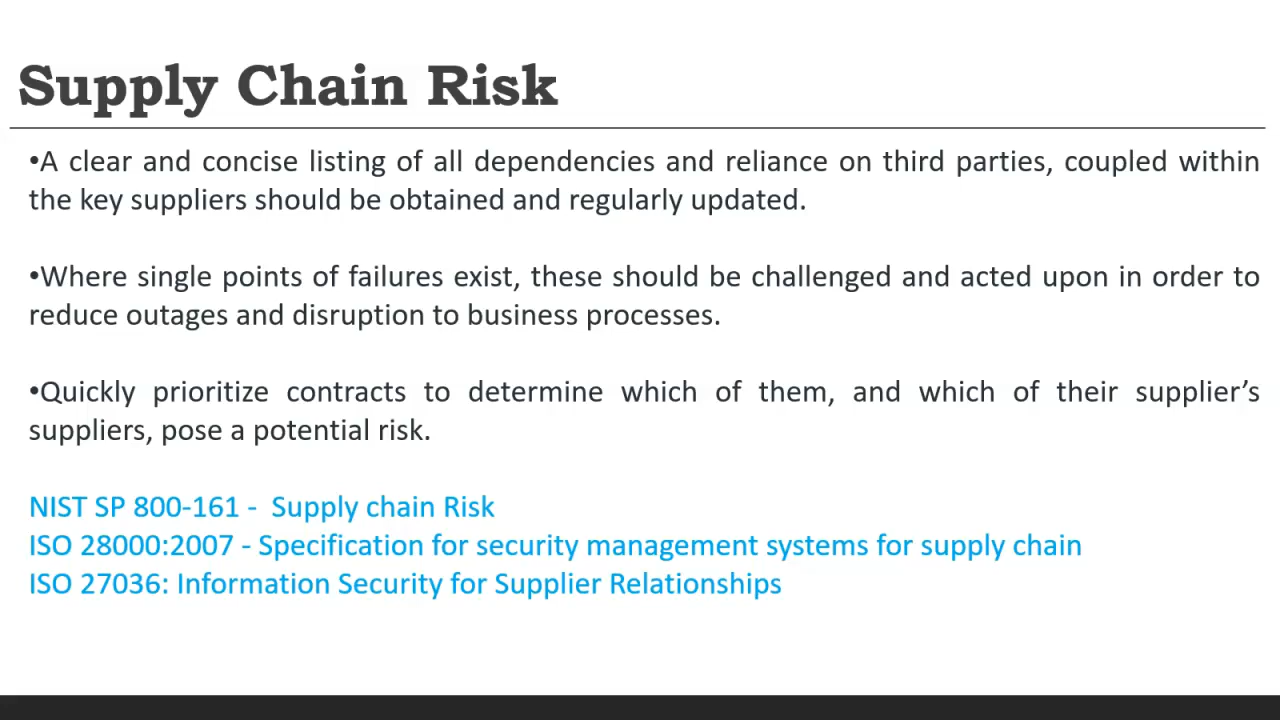 Supply Chain Risk
•A clear and concise listing of all dependencies and reliance on third parties, coupled within
the key suppliers should be obtained and regularly updated.
•Where single points of failures exist, these should be challenged and acted upon in order to
reduce outages and disruption to business processes.
•Quickly prioritize contracts to determine which of them, and which of their supplier’s
suppliers, pose a potential risk.
NIST SP 800-161 -  Supply chain Risk
ISO 28000:2007 - Specification for security management systems for supply chain
ISO 27036: Information Security for Supplier Relationships